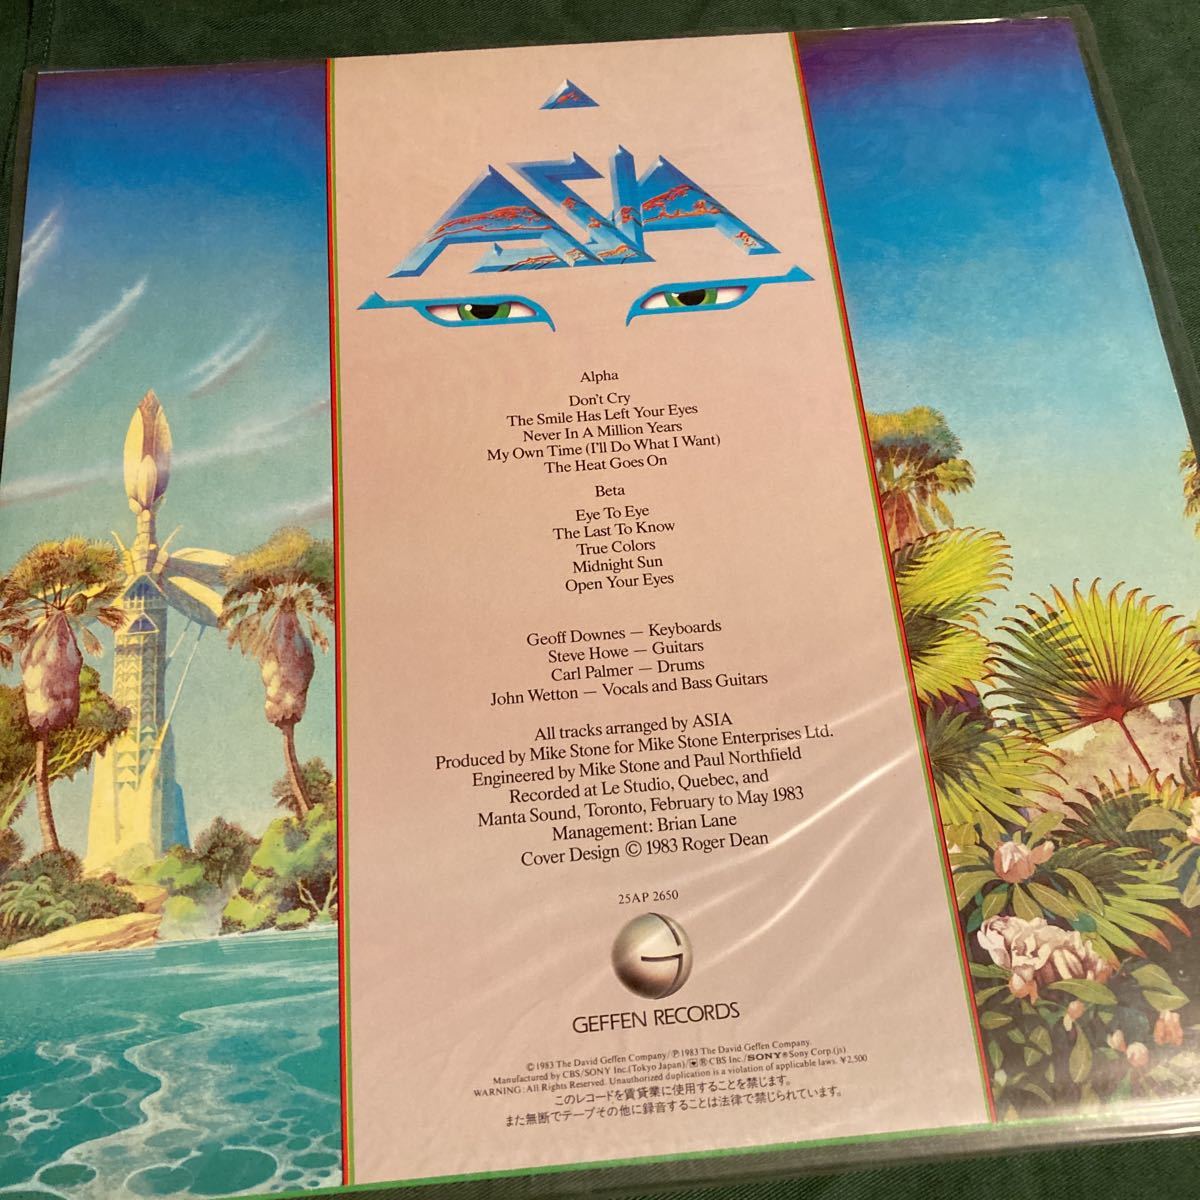 ASIA
Alpha
Don't Cry
The Smile Has Left Your Eyes
Never In A Million Years
My Own Time (I'll Do What I Want)
The Heat Goes On
Beta
Eye To Eye
The Last To Know
True Colors
Midnight Sun
Open Your Eyes
Geoff Downes — Keyboards
Steve Howe — Guitars
Carl Palmer — Drums
John Wetton — Vocals and Bass Guitars
All tracks arranged by ASIA
Produced by Mike Stone for Mike Stone Enterprises Ltd.
Engineered by Mike Stone and Paul Northfield
Recorded at Le Studio, Quebec, and
Manta Sound, Toronto, February to May 1983
Management: Brian Lane
Cover Design © 1983 Roger Dean
25AP 2650
G
GEFFEN RECORDS
©1983 The David Geffen Company/℗1983 The David Geffen Company.
Manufactured by CBS/SONY Inc.(Tokyo Japan)/®CBS Inc./SONY®Sony Corp.(js)
WARNING: All Rights Reserved. Unauthorized duplication is a violation of applicable laws. ¥2,500
このレコードを賃貸業に使用することを禁じます。
また無断でテープその他に録音することは法律で禁じられています。